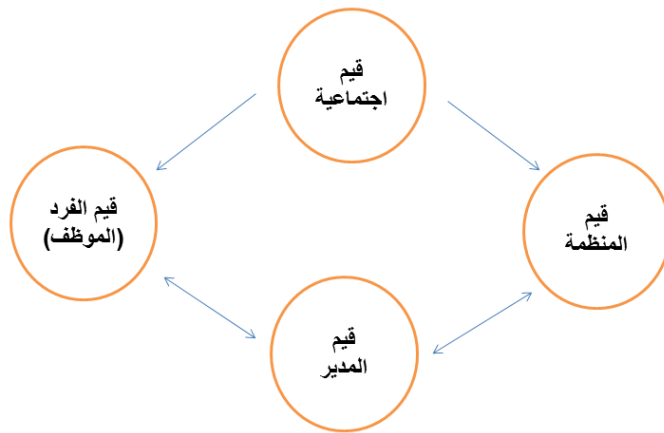 قيم
اجتماعية
قيم الفرد
(الموظف)
قيم
المنظمة
قيم
المدير